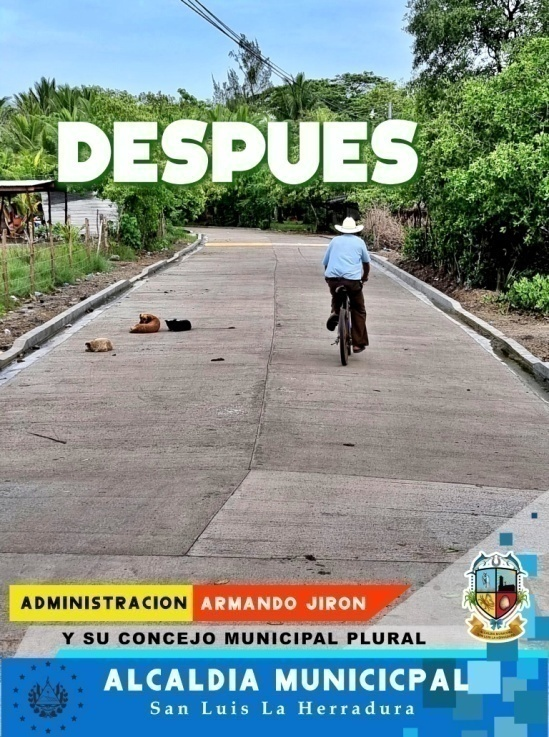 DESPUES
ADMINISTRACION ARMANDO JIRON
Y SU CONCEJO MUNICIPAL PLURAL
ALCALDIA MUNICICPAL
San Luis La Herradura